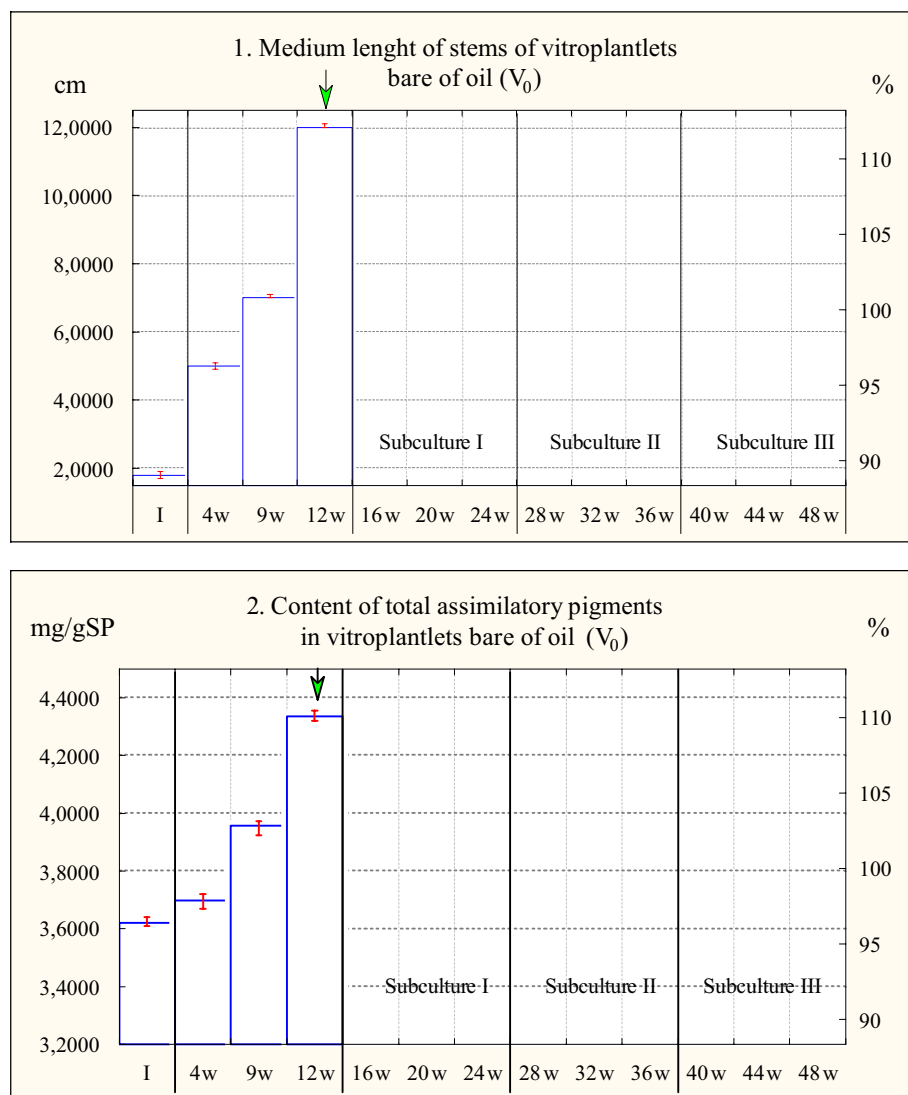 1. Medium lenght of stems of vitroplantlets
bare of oil (V₀)
cm %
12,0000
10,0000
8,0000
6,0000
4,0000
2,0000
110
105
100
95
90
Subculture I Subculture II Subculture III
I 4w 9w 12w 16w 20w 24w 28w 32w 36w 40w 44w 48w
2. Content of total assimilatory pigments
in vitroplantlets bare of oil (V₀)
mg/gSP %
4,4000
4,2000
4,0000
3,8000
3,6000
3,4000
3,2000
110
105
100
95
90
Subculture I Subculture II Subculture III
I 4w 9w 12w 16w 20w 24w 28w 32w 36w 40w 44w 48w